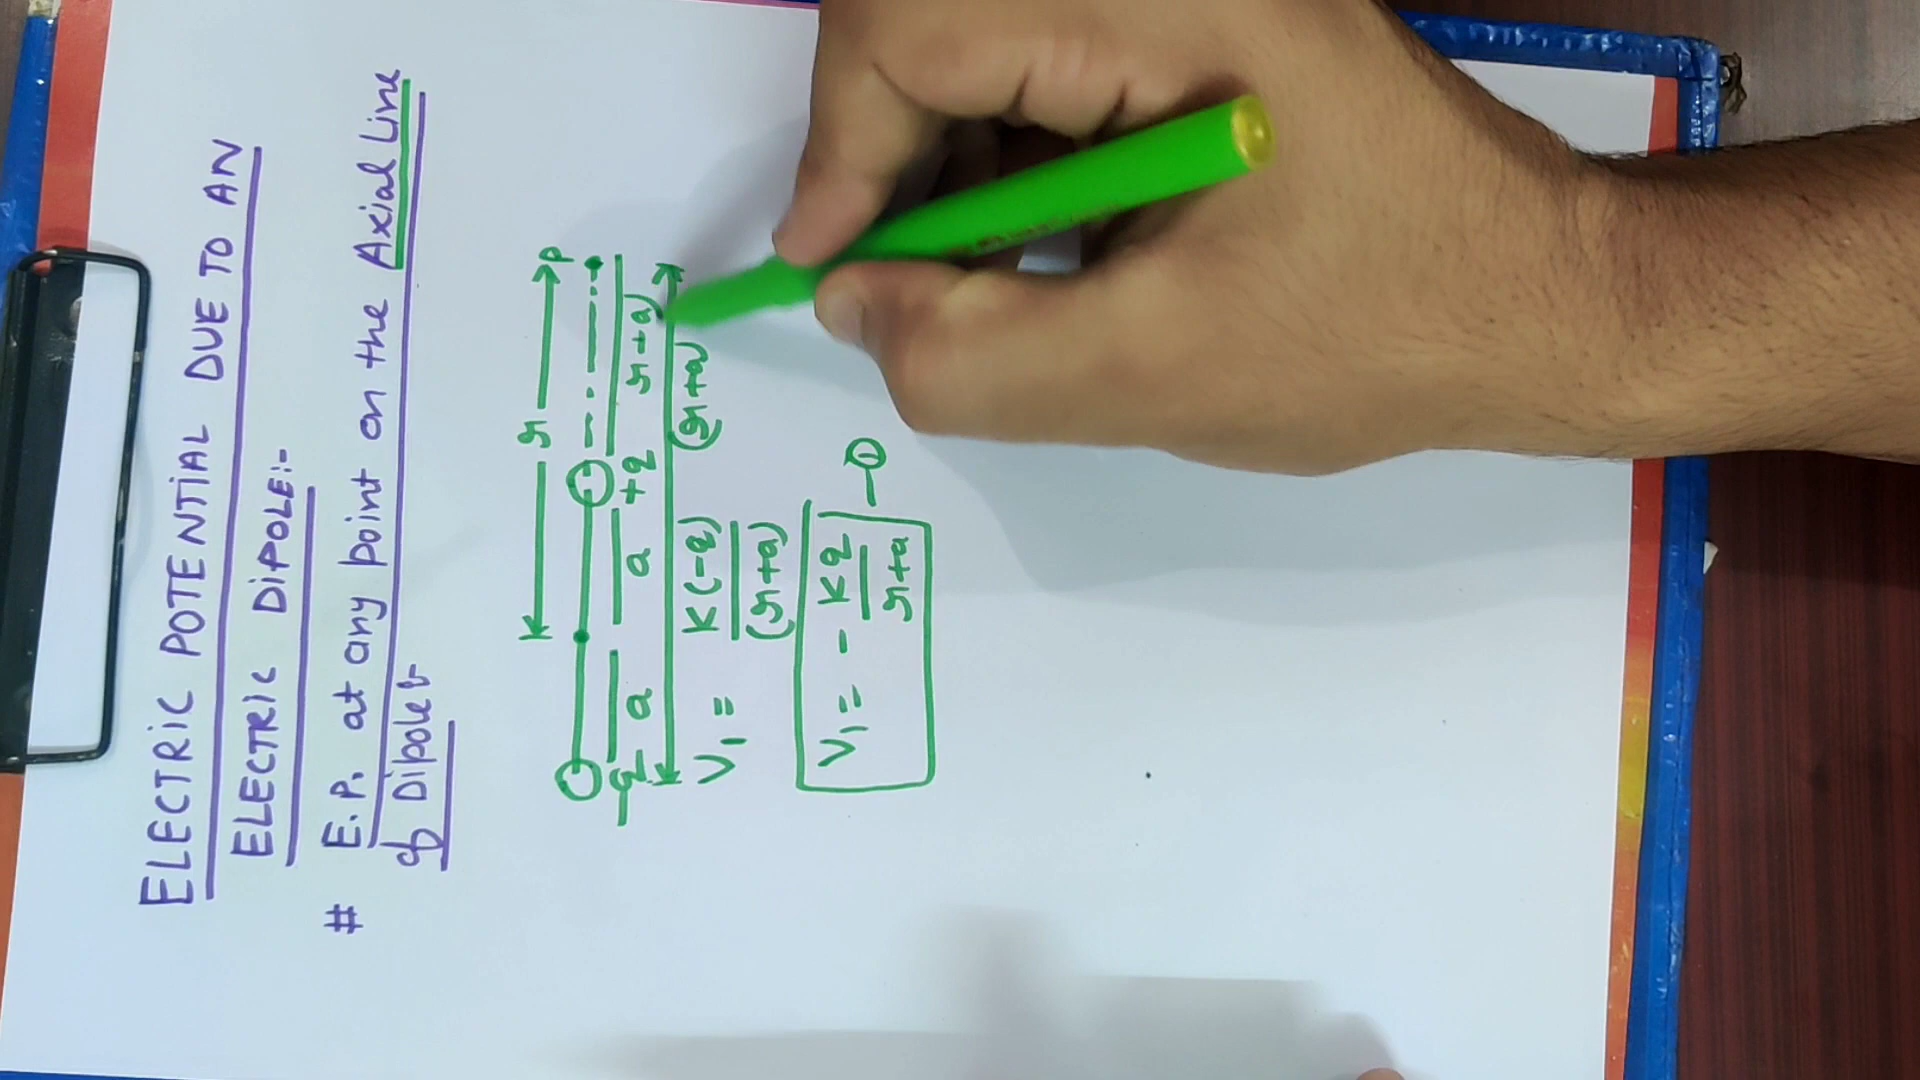 ELECTRIC POTENTIAL DUE TO AN
ELECTRIC DIPOLE:-
# E.P. at any point on the Axial Line
of Dipole:-
r P
-q a a +q r+a
(r+a)
V₁ = K(-q)/(r+a)
V₁ = - Kq/r+a —①